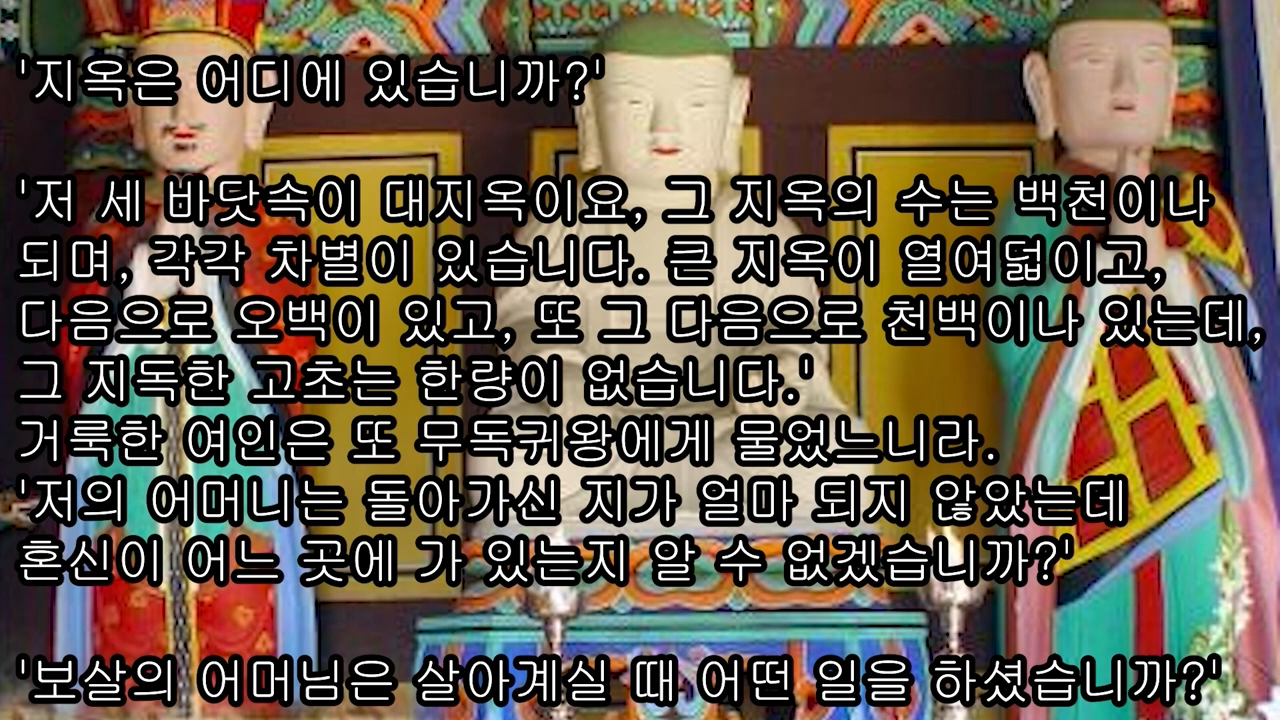 '지옥은 어디에 있습니까?'
'저 세 바닷속이 대지옥이요, 그 지옥의 수는 백천이나
되며, 각각 차별이 있습니다. 큰 지옥이 열여덟이고,
다음으로 오백이 있고, 또 그 다음으로 천백이나 있는데,
그 지독한 고초는 한량이 없습니다.'
거룩한 여인은 또 무독귀왕에게 물었느니라.
'저의 어머니는 돌아가신 지가 얼마 되지 않았는데
혼신이 어느 곳에 가 있는지 알 수 없겠습니까?'
'보살의 어머님은 살아계실 때 어떤 일을 하셨습니까?'